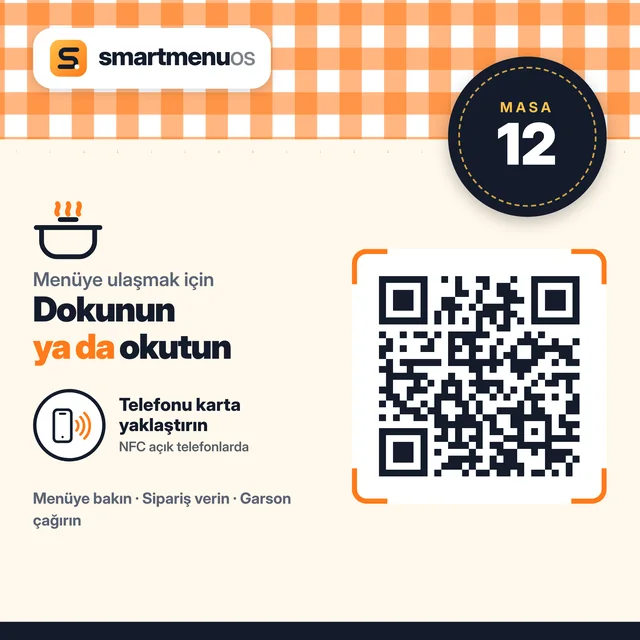 smartmenuos
MASA
12
Menüye ulaşmak için
Dokunun
ya da okutun
Telefonu karta
yaklaştırın
NFC açık telefonlarda
Menüye bakın · Sipariş verin · Garson
çağırın